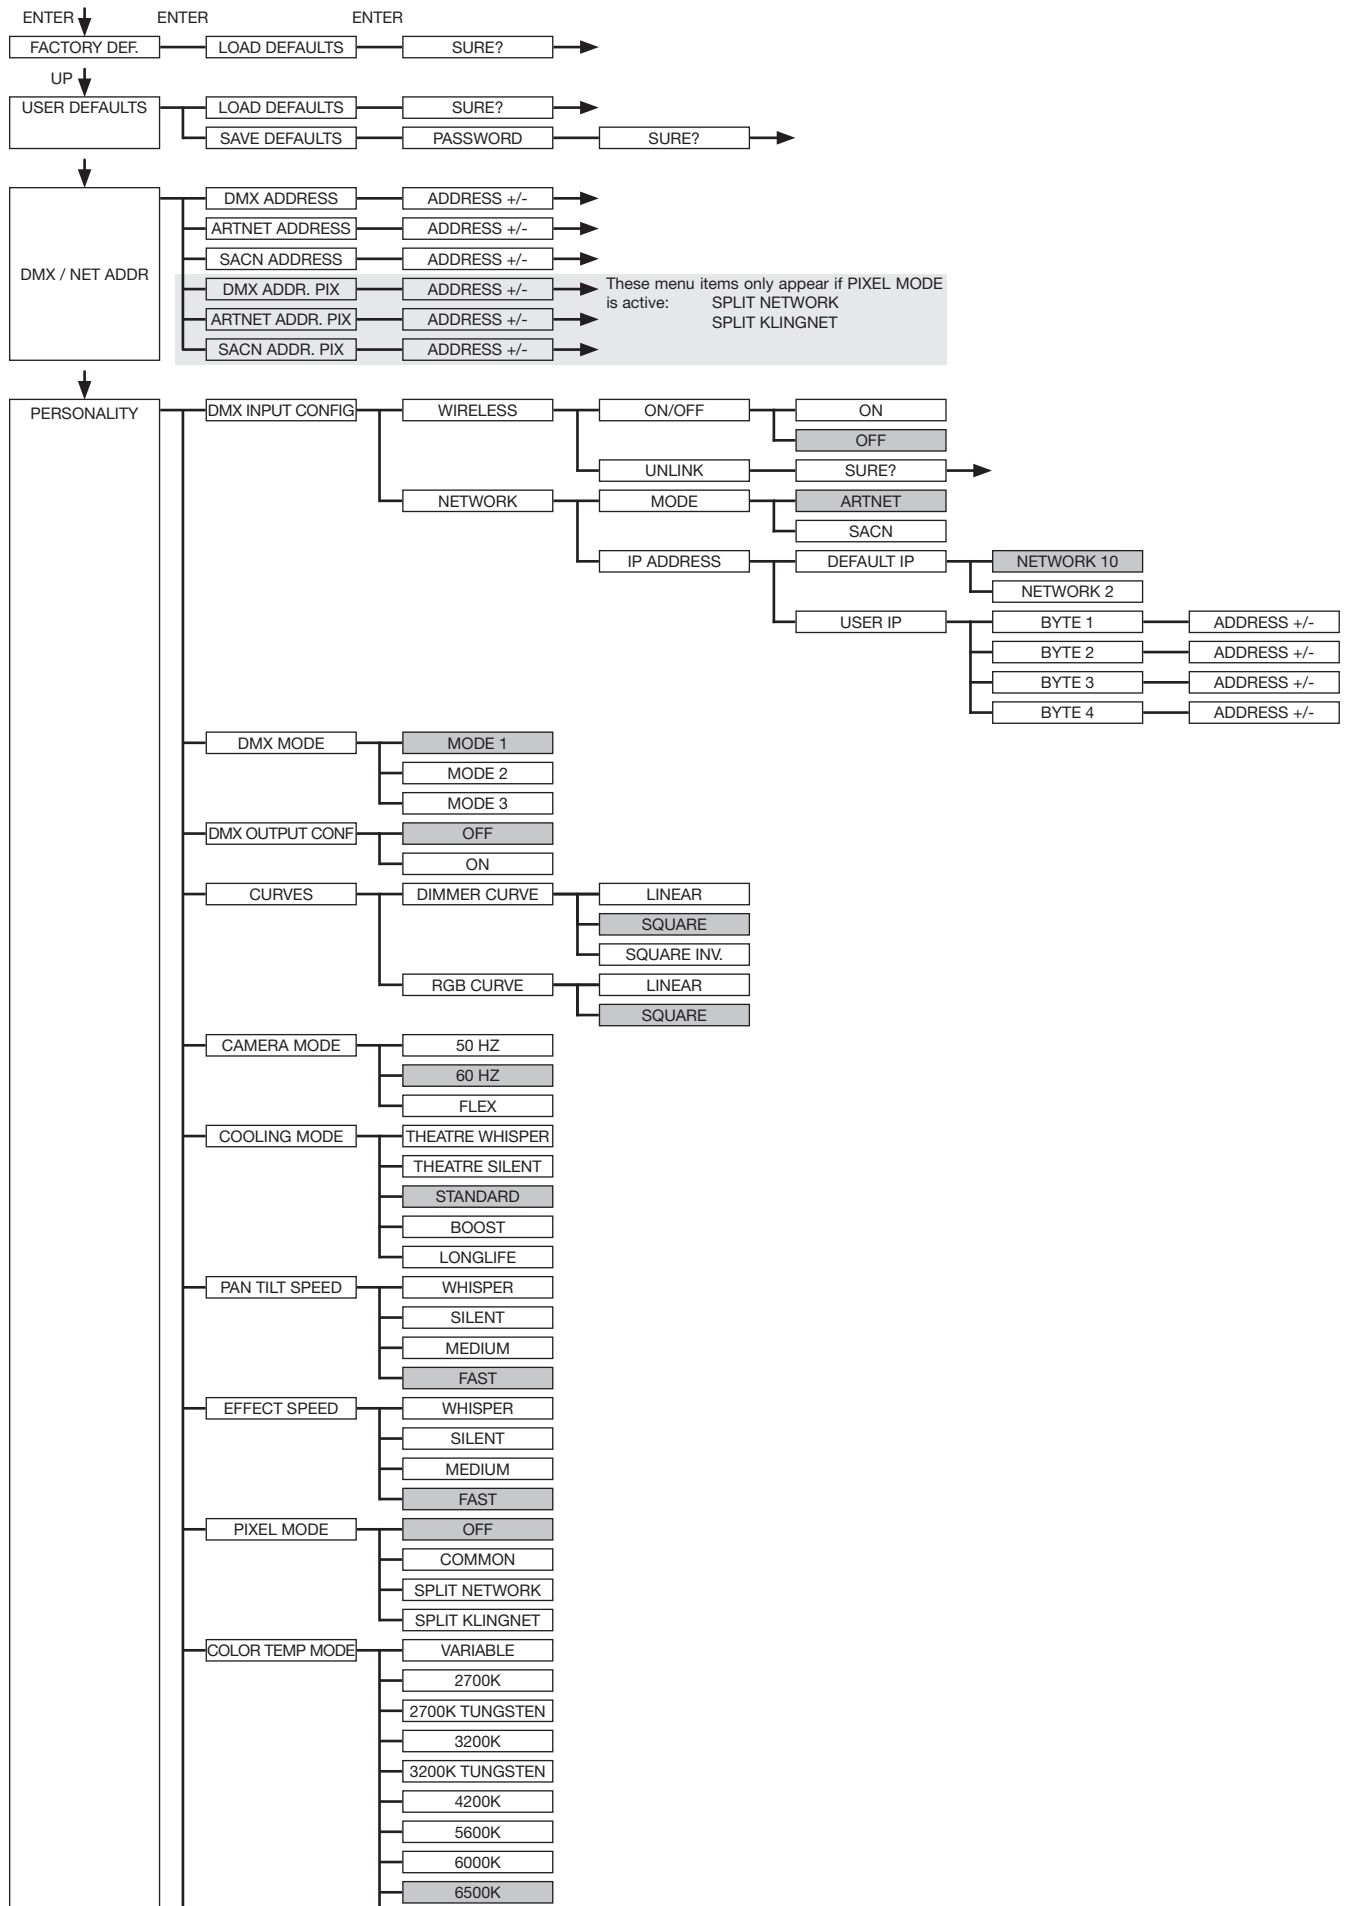 ENTER ENTER ENTER
FACTORY DEF. LOAD DEFAULTS SURE?
UP
USER DEFAULTS LOAD DEFAULTS SURE?
SAVE DEFAULTS PASSWORD SURE?
DMX / NET ADDR
DMX ADDRESS ADDRESS +/-
ARTNET ADDRESS ADDRESS +/-
SACN ADDRESS ADDRESS +/-
DMX ADDR. PIX ADDRESS +/-
ARTNET ADDR. PIX ADDRESS +/-
SACN ADDR. PIX ADDRESS +/-
These menu items only appear if PIXEL MODE
is active: SPLIT NETWORK
SPLIT KLINGNET
PERSONALITY DMX INPUT CONFIG WIRELESS ON/OFF ON
OFF
UNLINK SURE?
NETWORK MODE ARTNET
SACN
IP ADDRESS DEFAULT IP NETWORK 10
NETWORK 2
USER IP BYTE 1 ADDRESS +/-
BYTE 2 ADDRESS +/-
BYTE 3 ADDRESS +/-
BYTE 4 ADDRESS +/-
DMX MODE MODE 1
MODE 2
MODE 3
DMX OUTPUT CONF OFF
ON
CURVES DIMMER CURVE LINEAR
SQUARE
SQUARE INV.
RGB CURVE LINEAR
SQUARE
CAMERA MODE 50 HZ
60 HZ
FLEX
COOLING MODE THEATRE WHISPER
THEATRE SILENT
STANDARD
BOOST
LONGLIFE
PAN TILT SPEED WHISPER
SILENT
MEDIUM
FAST
EFFECT SPEED WHISPER
SILENT
MEDIUM
FAST
PIXEL MODE OFF
COMMON
SPLIT NETWORK
SPLIT KLINGNET
COLOR TEMP MODE VARIABLE
2700K
2700K TUNGSTEN
3200K
3200K TUNGSTEN
4200K
5600K
6000K
6500K